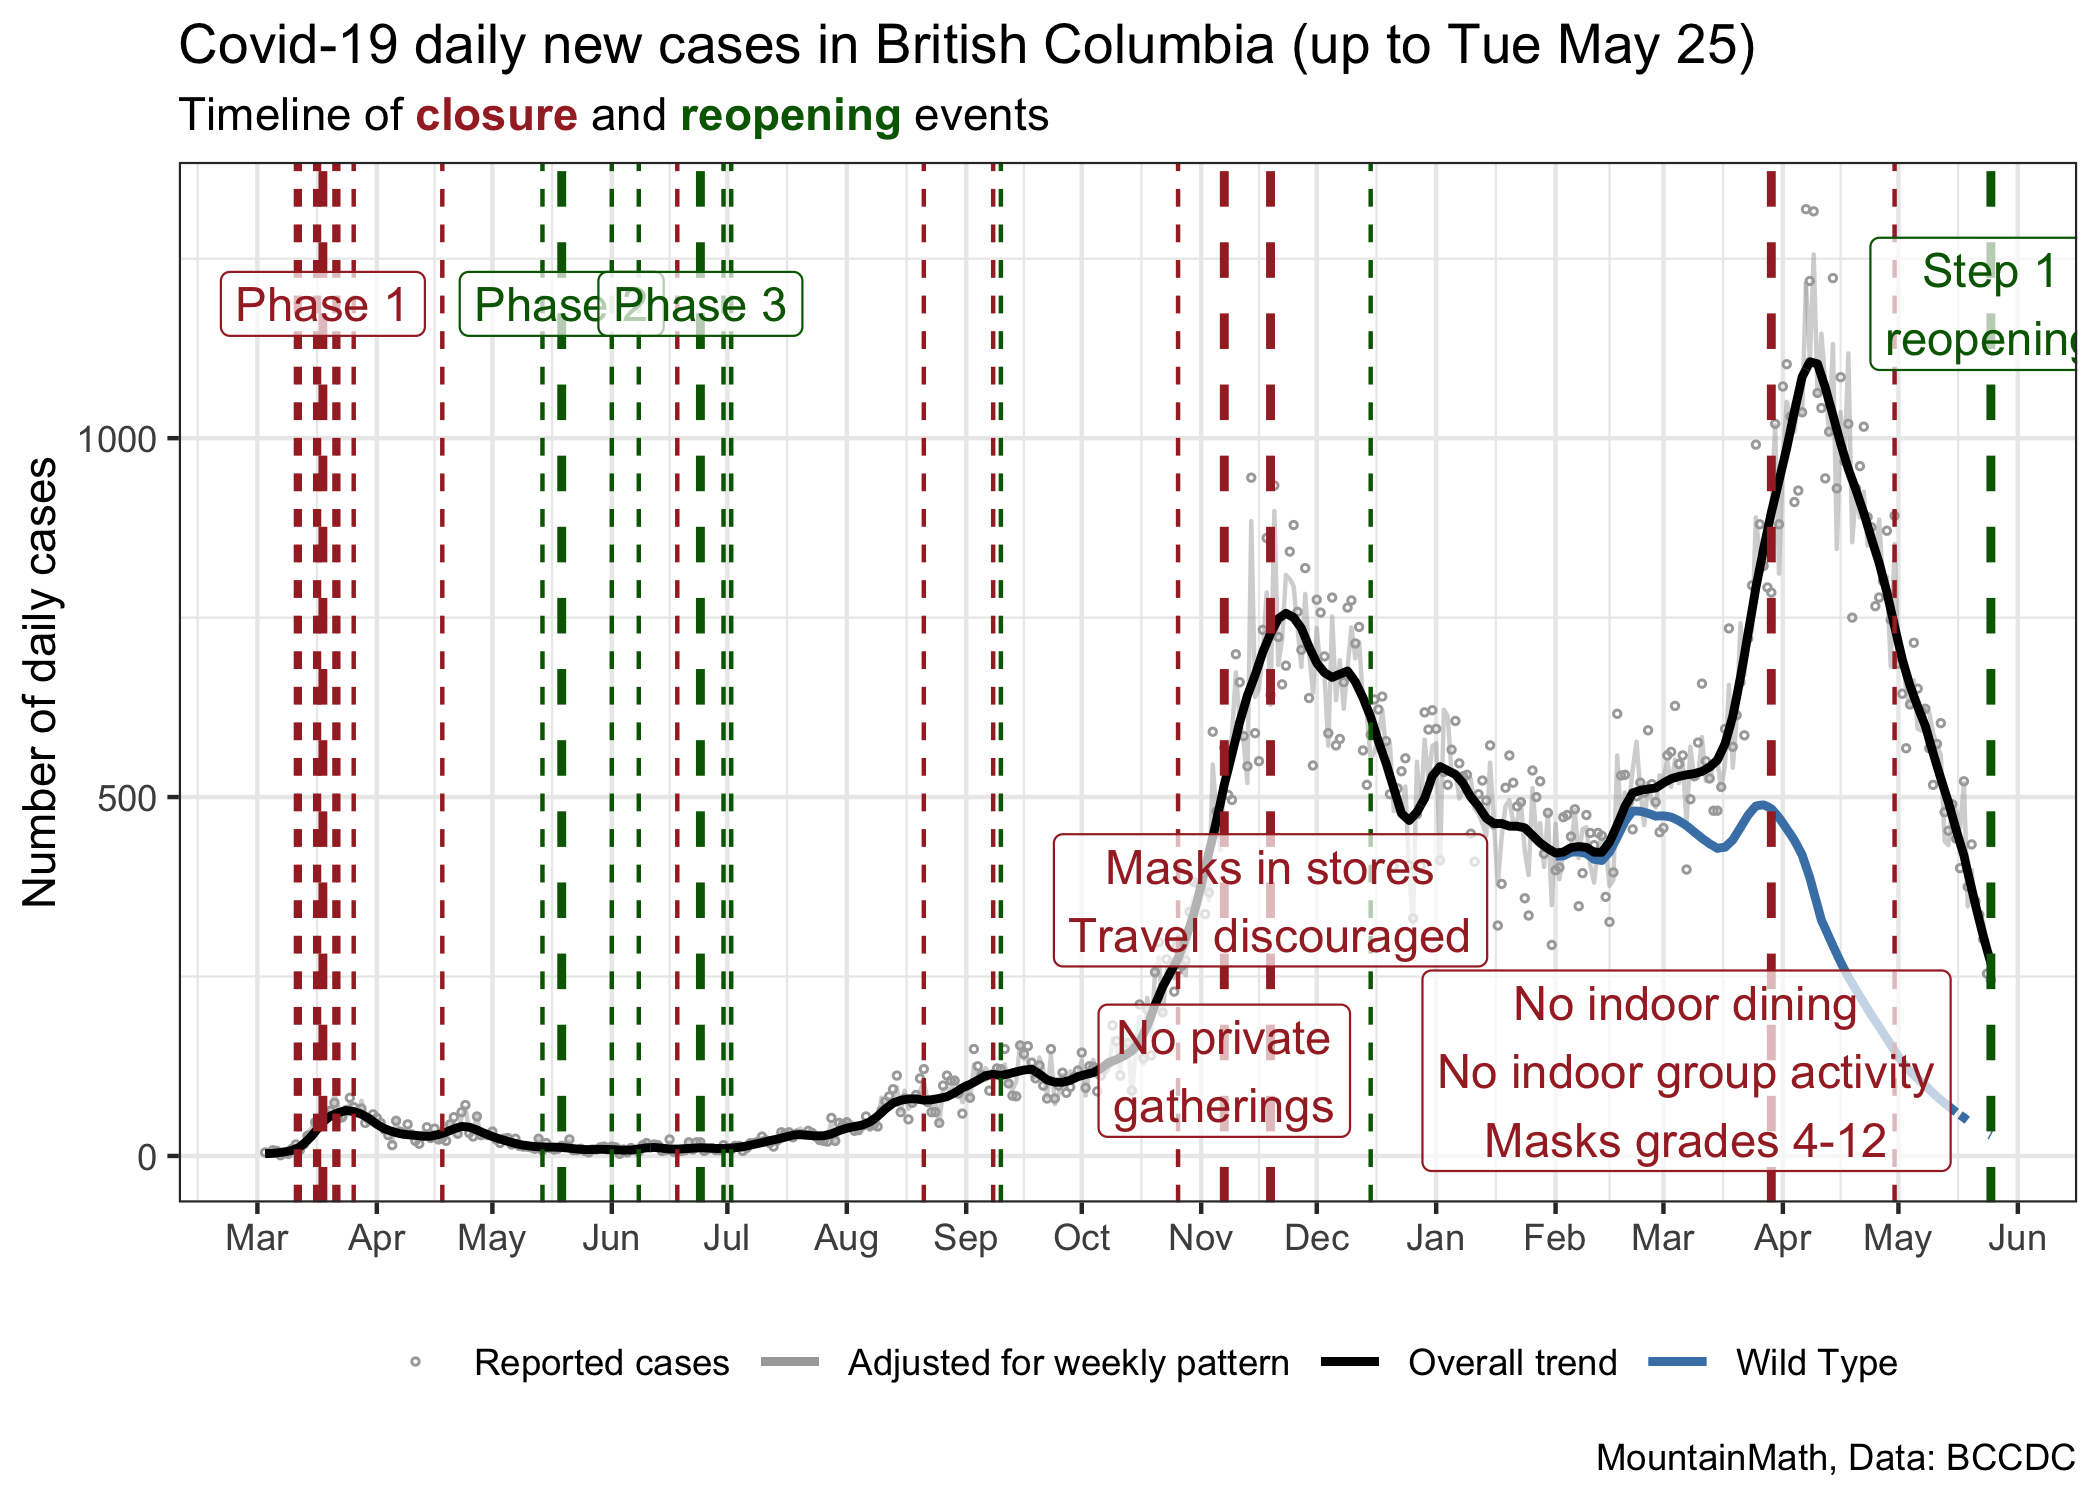 Covid-19 daily new cases in British Columbia (up to Tue May 25)
Timeline of closure and reopening events
Number of daily cases
1000
500
0
Phase 1
Phase 2
Phase 3
Step 1
reopening
Masks in stores
Travel discouraged
No private
gatherings
No indoor dining
No indoor group activity
Masks grades 4-12
Mar Apr May Jun Jul Aug Sep Oct Nov Dec Jan Feb Mar Apr May Jun
Reported cases Adjusted for weekly pattern Overall trend Wild Type
MountainMath, Data: BCCDC